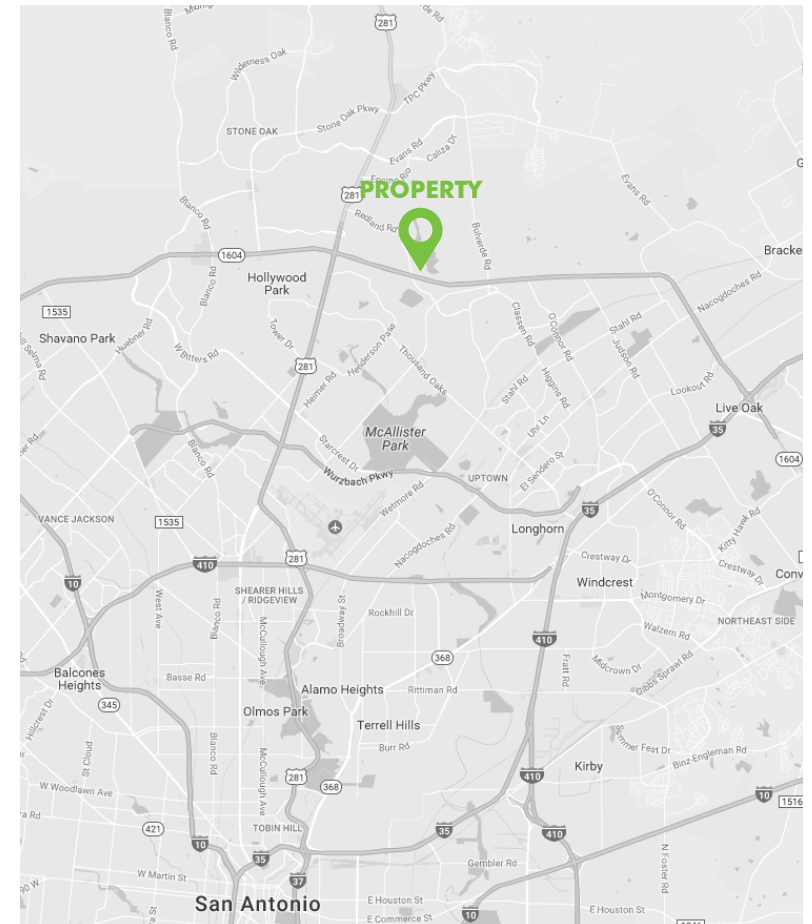 281
Blanco Rd
Wilderness Oak
TPC Pkwy
Stone Oak Pkwy
STONE OAK
Evans Rd
Caliza Dr
PROPERTY
281
Evans Rd
Blanco Rd
Redland Rd
Bulverde Rd
1604
Blanco Rd
Hollywood
Park
Nacogdoches Rd
1535
Shavano Park
Huebner Rd
W Bitters Rd
Tower Dr
Henderson Pass
Thousand Oaks
Classen Rd
O'Connor Rd
Stahl Rd
Judson Rd
281
Heimer Rd
Stahl Rd
Higgins Rd
Lookout Rd
Live Oak
35
McAllister
Park
Uhr Ln
Starcrest Dr
Blanco Rd
1604
Wurzbach Pkwy
UPTOWN
El Sendero St
Wetmore Rd
O'Connor Rd
35
Kitty Hawk Rd
VANCE JACKSON
1535
Nacogdoches Rd
Longhorn
281
410
Crestway Dr
Crestway Dr
10
Windcrest
SHEARER HILLS
/ RIDGEVIEW
West Ave
Blanco Rd
McCullough Ave
Broadway St
Rockhill Dr
Montgomery Dr
NORTHEAST SIDE
Walzem Rd
410
368
Fratt Rd
Midcrown Dr
Gibbs Sprawl Rd
Balcones
Heights
Basse Rd
Alamo Heights
Rittiman Rd
345
Olmos Park
Hillcrest Dr
Terrell Hills
Burr Rd
St Cloud
Blanco Rd
McCullough Ave
Binz-Engleman Rd
Kirby
281
410
368
W Woodlawn Ave
10
1516
421
TOBIN HILL
35
410
10
35
Gembler Rd
N Foster Rd
W Martin St
37
San Antonio
E Houston St
10
E Houston St
E Commerce St